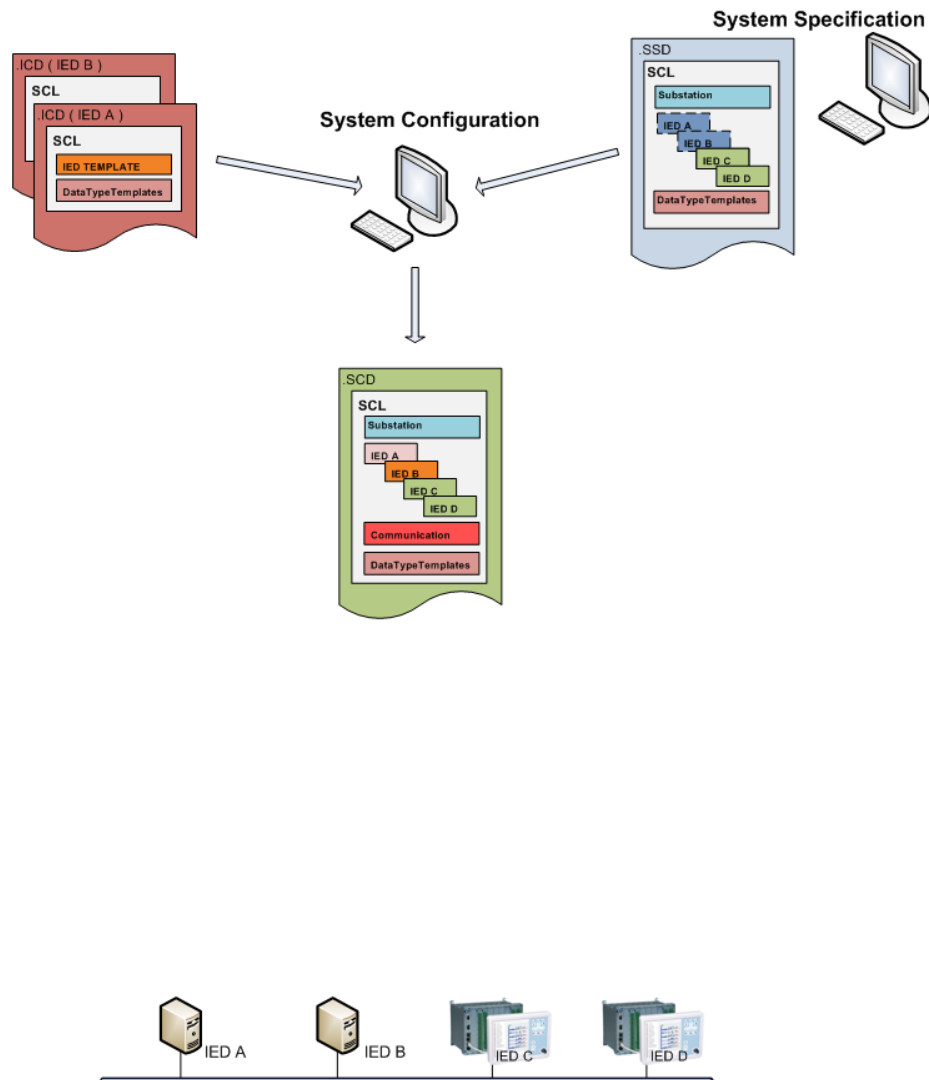 System Specification
.ICD ( IED B )
SCL
.ICD ( IED A )
SCL
IED TEMPLATE
DataTypeTemplates
System Configuration
.SSD
SCL
Substation
IED A
IED B
IED C
IED D
DataTypeTemplates
.SCD
SCL
Substation
IED A
IED B
IED C
IED D
Communication
DataTypeTemplates
IED A
IED B
IED C
IED D